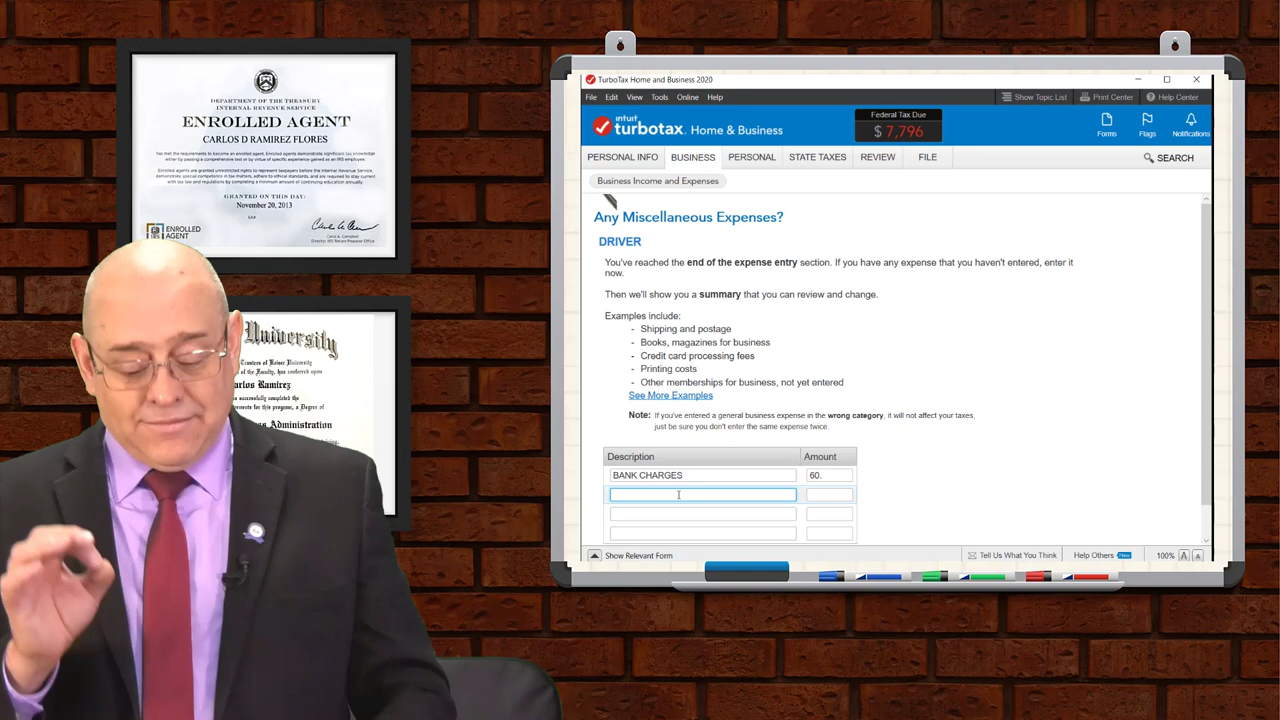 DEPARTMENT OF THE TREASURY
INTERNAL REVENUE SERVICE
ENROLLED AGENT
CARLOS D RAMIREZ FLORES
GRANTED ON THIS DAY:
November 20, 2013
ENROLLED
AGENT
University
Carlos Ramirez
Business Administration
TurboTax Home and Business 2020
File Edit View Tools Online Help
Show Topic List Print Center Help Center
intuit
turbotax. Home & Business
Federal Tax Due
$ 7,796
Forms Flags Notifications
PERSONAL INFO BUSINESS PERSONAL STATE TAXES REVIEW FILE SEARCH
Business Income and Expenses
Any Miscellaneous Expenses?
DRIVER
You've reached the end of the expense entry section. If you have any expense that you haven't entered, enter it
now.
Then we'll show you a summary that you can review and change.
Examples include:
- Shipping and postage
- Books, magazines for business
- Credit card processing fees
- Printing costs
- Other memberships for business, not yet entered
See More Examples
Note: If you've entered a general business expense in the wrong category, it will not affect your taxes,
just be sure you don't enter the same expense twice.
Description Amount
BANK CHARGES 60.
Show Relevant Form
Tell Us What You Think Help Others New 100% A A